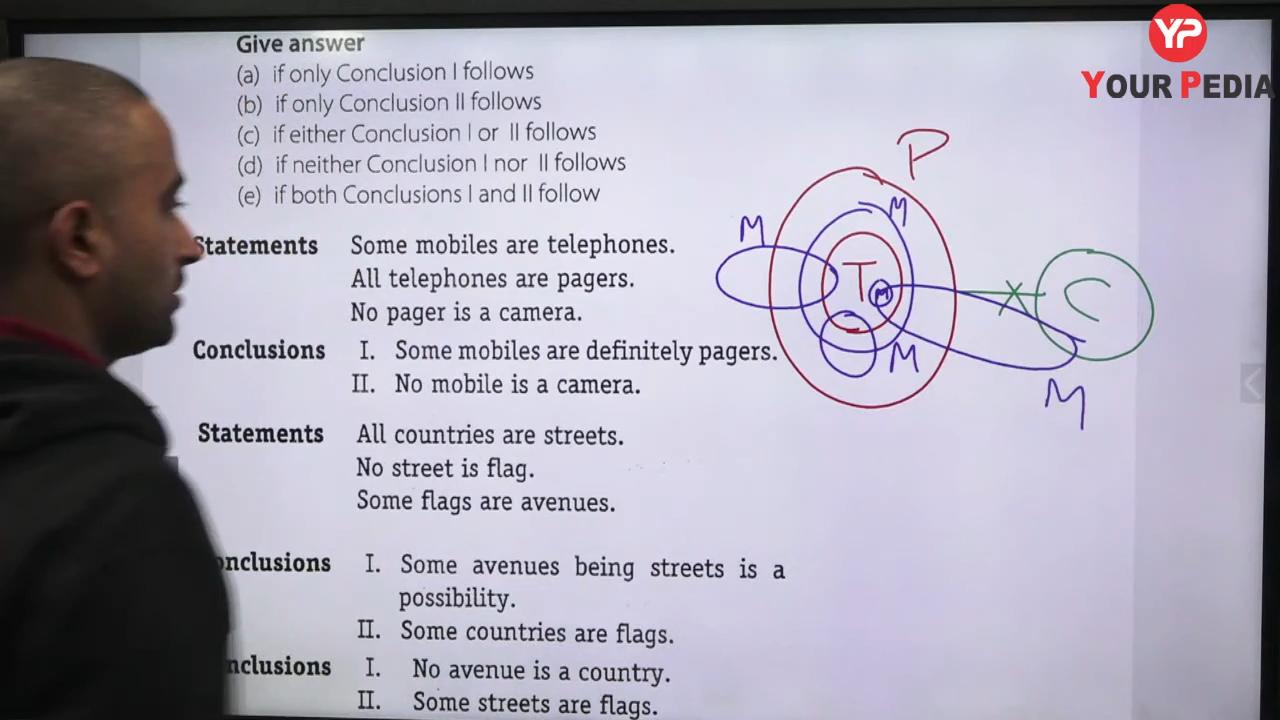 YP
YOUR PEDIA
Give answer
(a) if only Conclusion I follows
(b) if only Conclusion II follows
(c) if either Conclusion I or II follows
(d) if neither Conclusion I nor II follows
(e) if both Conclusions I and II follow
Statements Some mobiles are telephones.
All telephones are pagers.
No pager is a camera.
Conclusions I. Some mobiles are definitely pagers.
II. No mobile is a camera.
Statements All countries are streets.
No street is flag.
Some flags are avenues.
onclusions I. Some avenues being streets is a
possibility.
II. Some countries are flags.
nclusions I. No avenue is a country.
II. Some streets are flags.
P
M
M
T
M
C
M
M